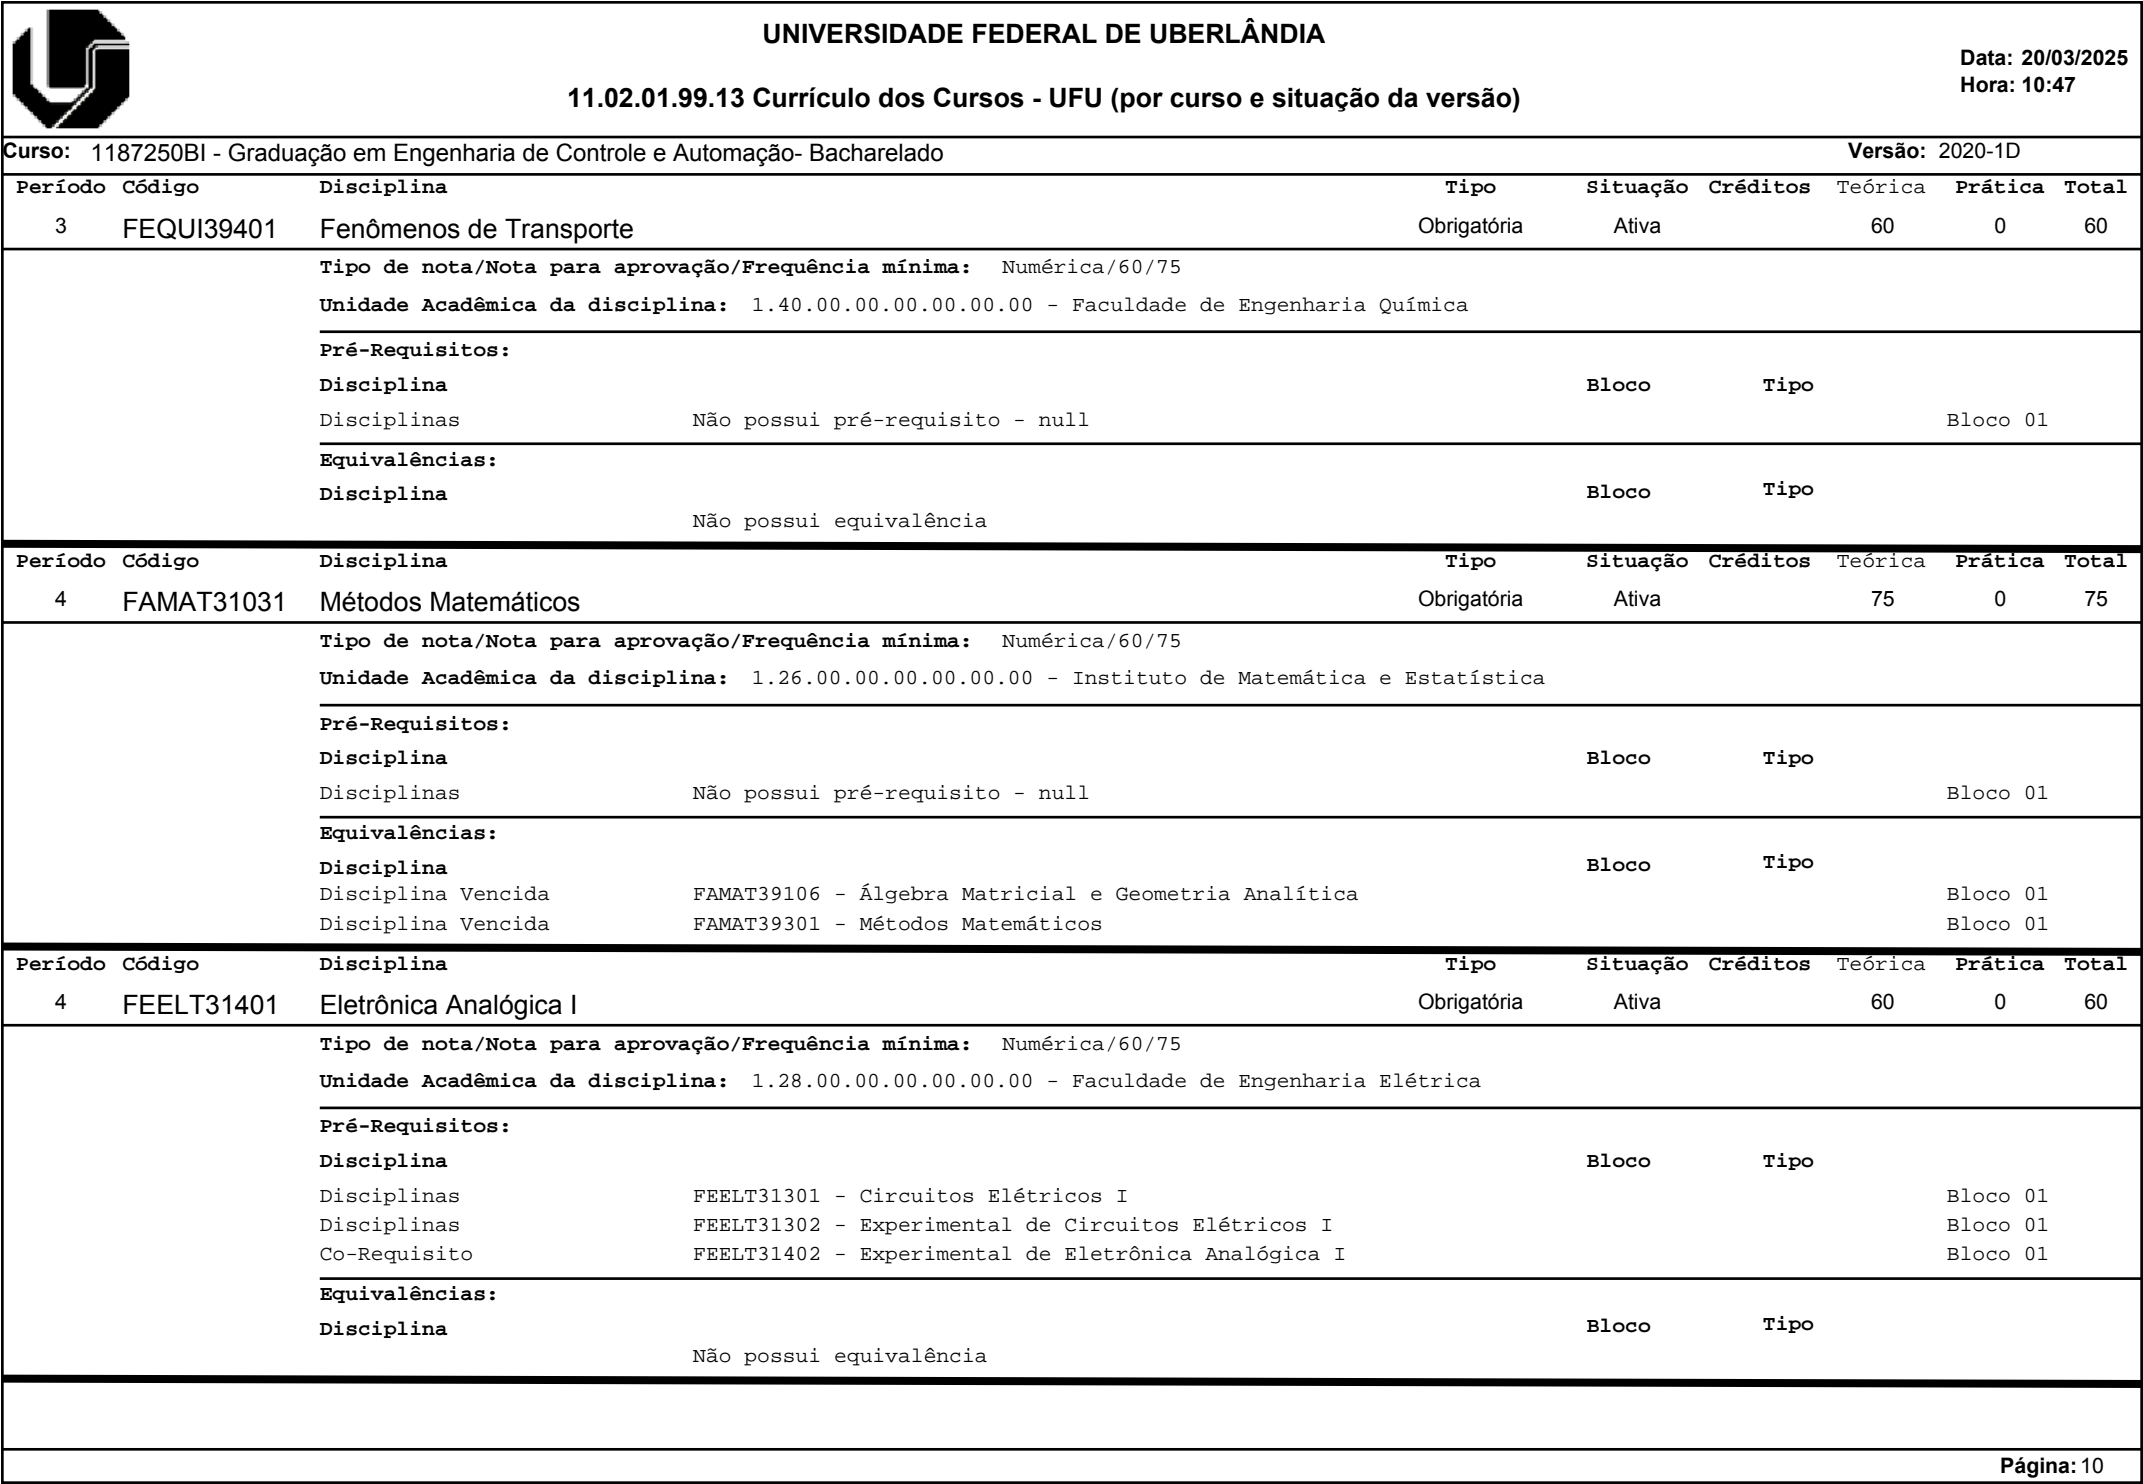 UNIVERSIDADE FEDERAL DE UBERLÂNDIA
Data: 20/03/2025
Hora: 10:47
11.02.01.99.13 Currículo dos Cursos - UFU (por curso e situação da versão)
Curso: 1187250BI - Graduação em Engenharia de Controle e Automação- Bacharelado Versão: 2020-1D
Período Código Disciplina Tipo Situação Créditos Teórica Prática Total
3 FEQUI39401 Fenômenos de Transporte Obrigatória Ativa 60 0 60
Tipo de nota/Nota para aprovação/Frequência mínima: Numérica/60/75
Unidade Acadêmica da disciplina: 1.40.00.00.00.00.00.00 - Faculdade de Engenharia Química
Pré-Requisitos:
Disciplina Bloco Tipo
Disciplinas Não possui pré-requisito - null Bloco 01
Equivalências:
Disciplina Bloco Tipo
Não possui equivalência
Período Código Disciplina Tipo Situação Créditos Teórica Prática Total
4 FAMAT31031 Métodos Matemáticos Obrigatória Ativa 75 0 75
Tipo de nota/Nota para aprovação/Frequência mínima: Numérica/60/75
Unidade Acadêmica da disciplina: 1.26.00.00.00.00.00.00 - Instituto de Matemática e Estatística
Pré-Requisitos:
Disciplina Bloco Tipo
Disciplinas Não possui pré-requisito - null Bloco 01
Equivalências:
Disciplina Bloco Tipo
Disciplina Vencida FAMAT39106 - Álgebra Matricial e Geometria Analítica Bloco 01
Disciplina Vencida FAMAT39301 - Métodos Matemáticos Bloco 01
Período Código Disciplina Tipo Situação Créditos Teórica Prática Total
4 FEELT31401 Eletrônica Analógica I Obrigatória Ativa 60 0 60
Tipo de nota/Nota para aprovação/Frequência mínima: Numérica/60/75
Unidade Acadêmica da disciplina: 1.28.00.00.00.00.00.00 - Faculdade de Engenharia Elétrica
Pré-Requisitos:
Disciplina Bloco Tipo
Disciplinas FEELT31301 - Circuitos Elétricos I Bloco 01
Disciplinas FEELT31302 - Experimental de Circuitos Elétricos I Bloco 01
Co-Requisito FEELT31402 - Experimental de Eletrônica Analógica I Bloco 01
Equivalências:
Disciplina Bloco Tipo
Não possui equivalência
Página: 10